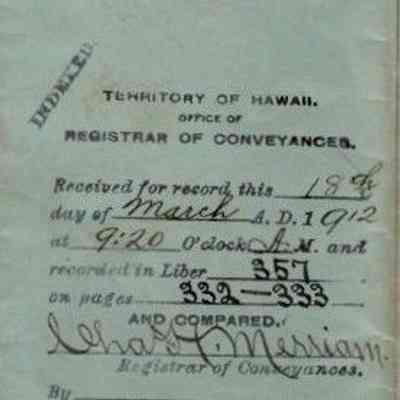 INDEXED.
TERRITORY OF HAWAII.
OFFICE OF
REGISTRAR OF CONVEYANCES.
Received for record this 18th
day of March A. D. 1912
at 9:20 O'clock A. M. and
recorded in Liber 357
on pages 332-333
AND COMPARED.
Chas. H. Merriam.
Registrar of Conveyances.
By